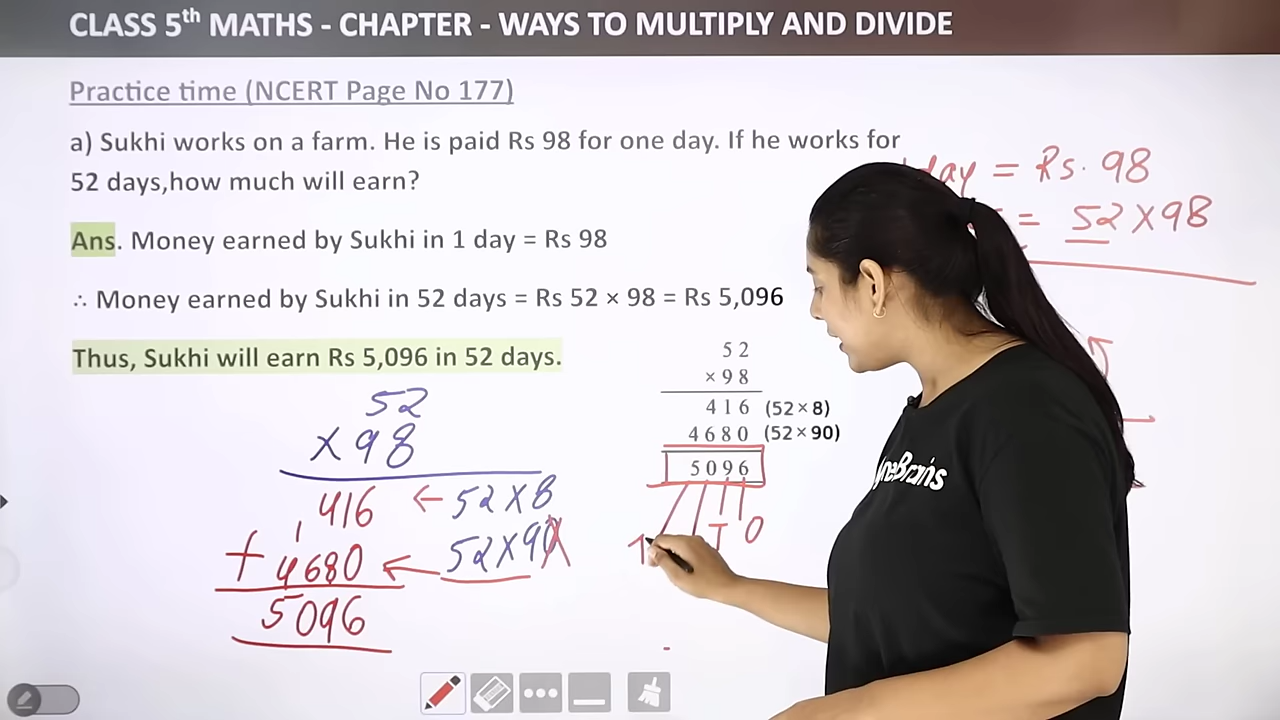 CLASS 5th MATHS - CHAPTER - WAYS TO MULTIPLY AND DIVIDE
Practice time (NCERT Page No 177)
a) Sukhi works on a farm. He is paid Rs 98 for one day. If he works for
52 days,how much will earn?
day = Rs. 98
= 52 X 98
Ans. Money earned by Sukhi in 1 day = Rs 98
∴ Money earned by Sukhi in 52 days = Rs 52 × 98 = Rs 5,096
Thus, Sukhi will earn Rs 5,096 in 52 days.
52
× 98
416 (52 × 8)
4680 (52 × 90)
5096
T O
52
X 98
416 ← 52 X 8
1
+ 4680 ← 52 X 90
5096